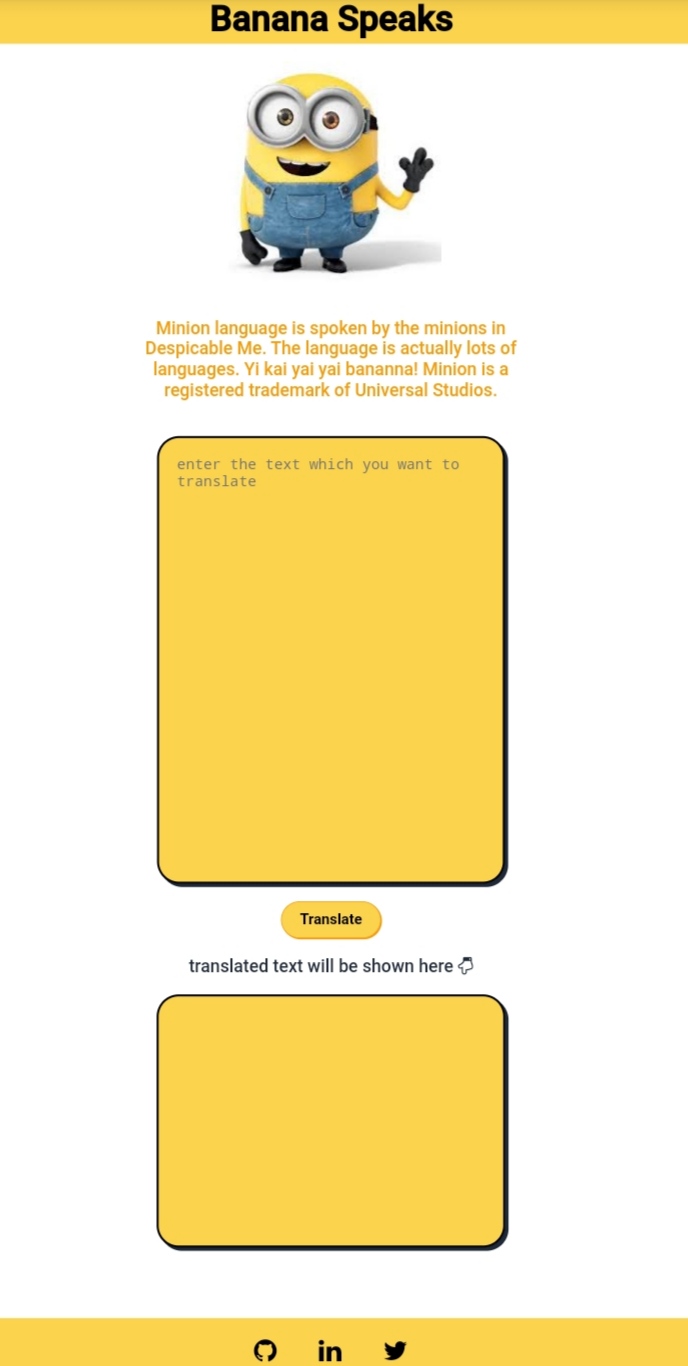 Banana Speaks
Minion language is spoken by the minions in
Despicable Me. The language is actually lots of
languages. Yi kai yai yai bananna! Minion is a
registered trademark of Universal Studios.
enter the text which you want to
translate
Translate
translated text will be shown here 👇
in